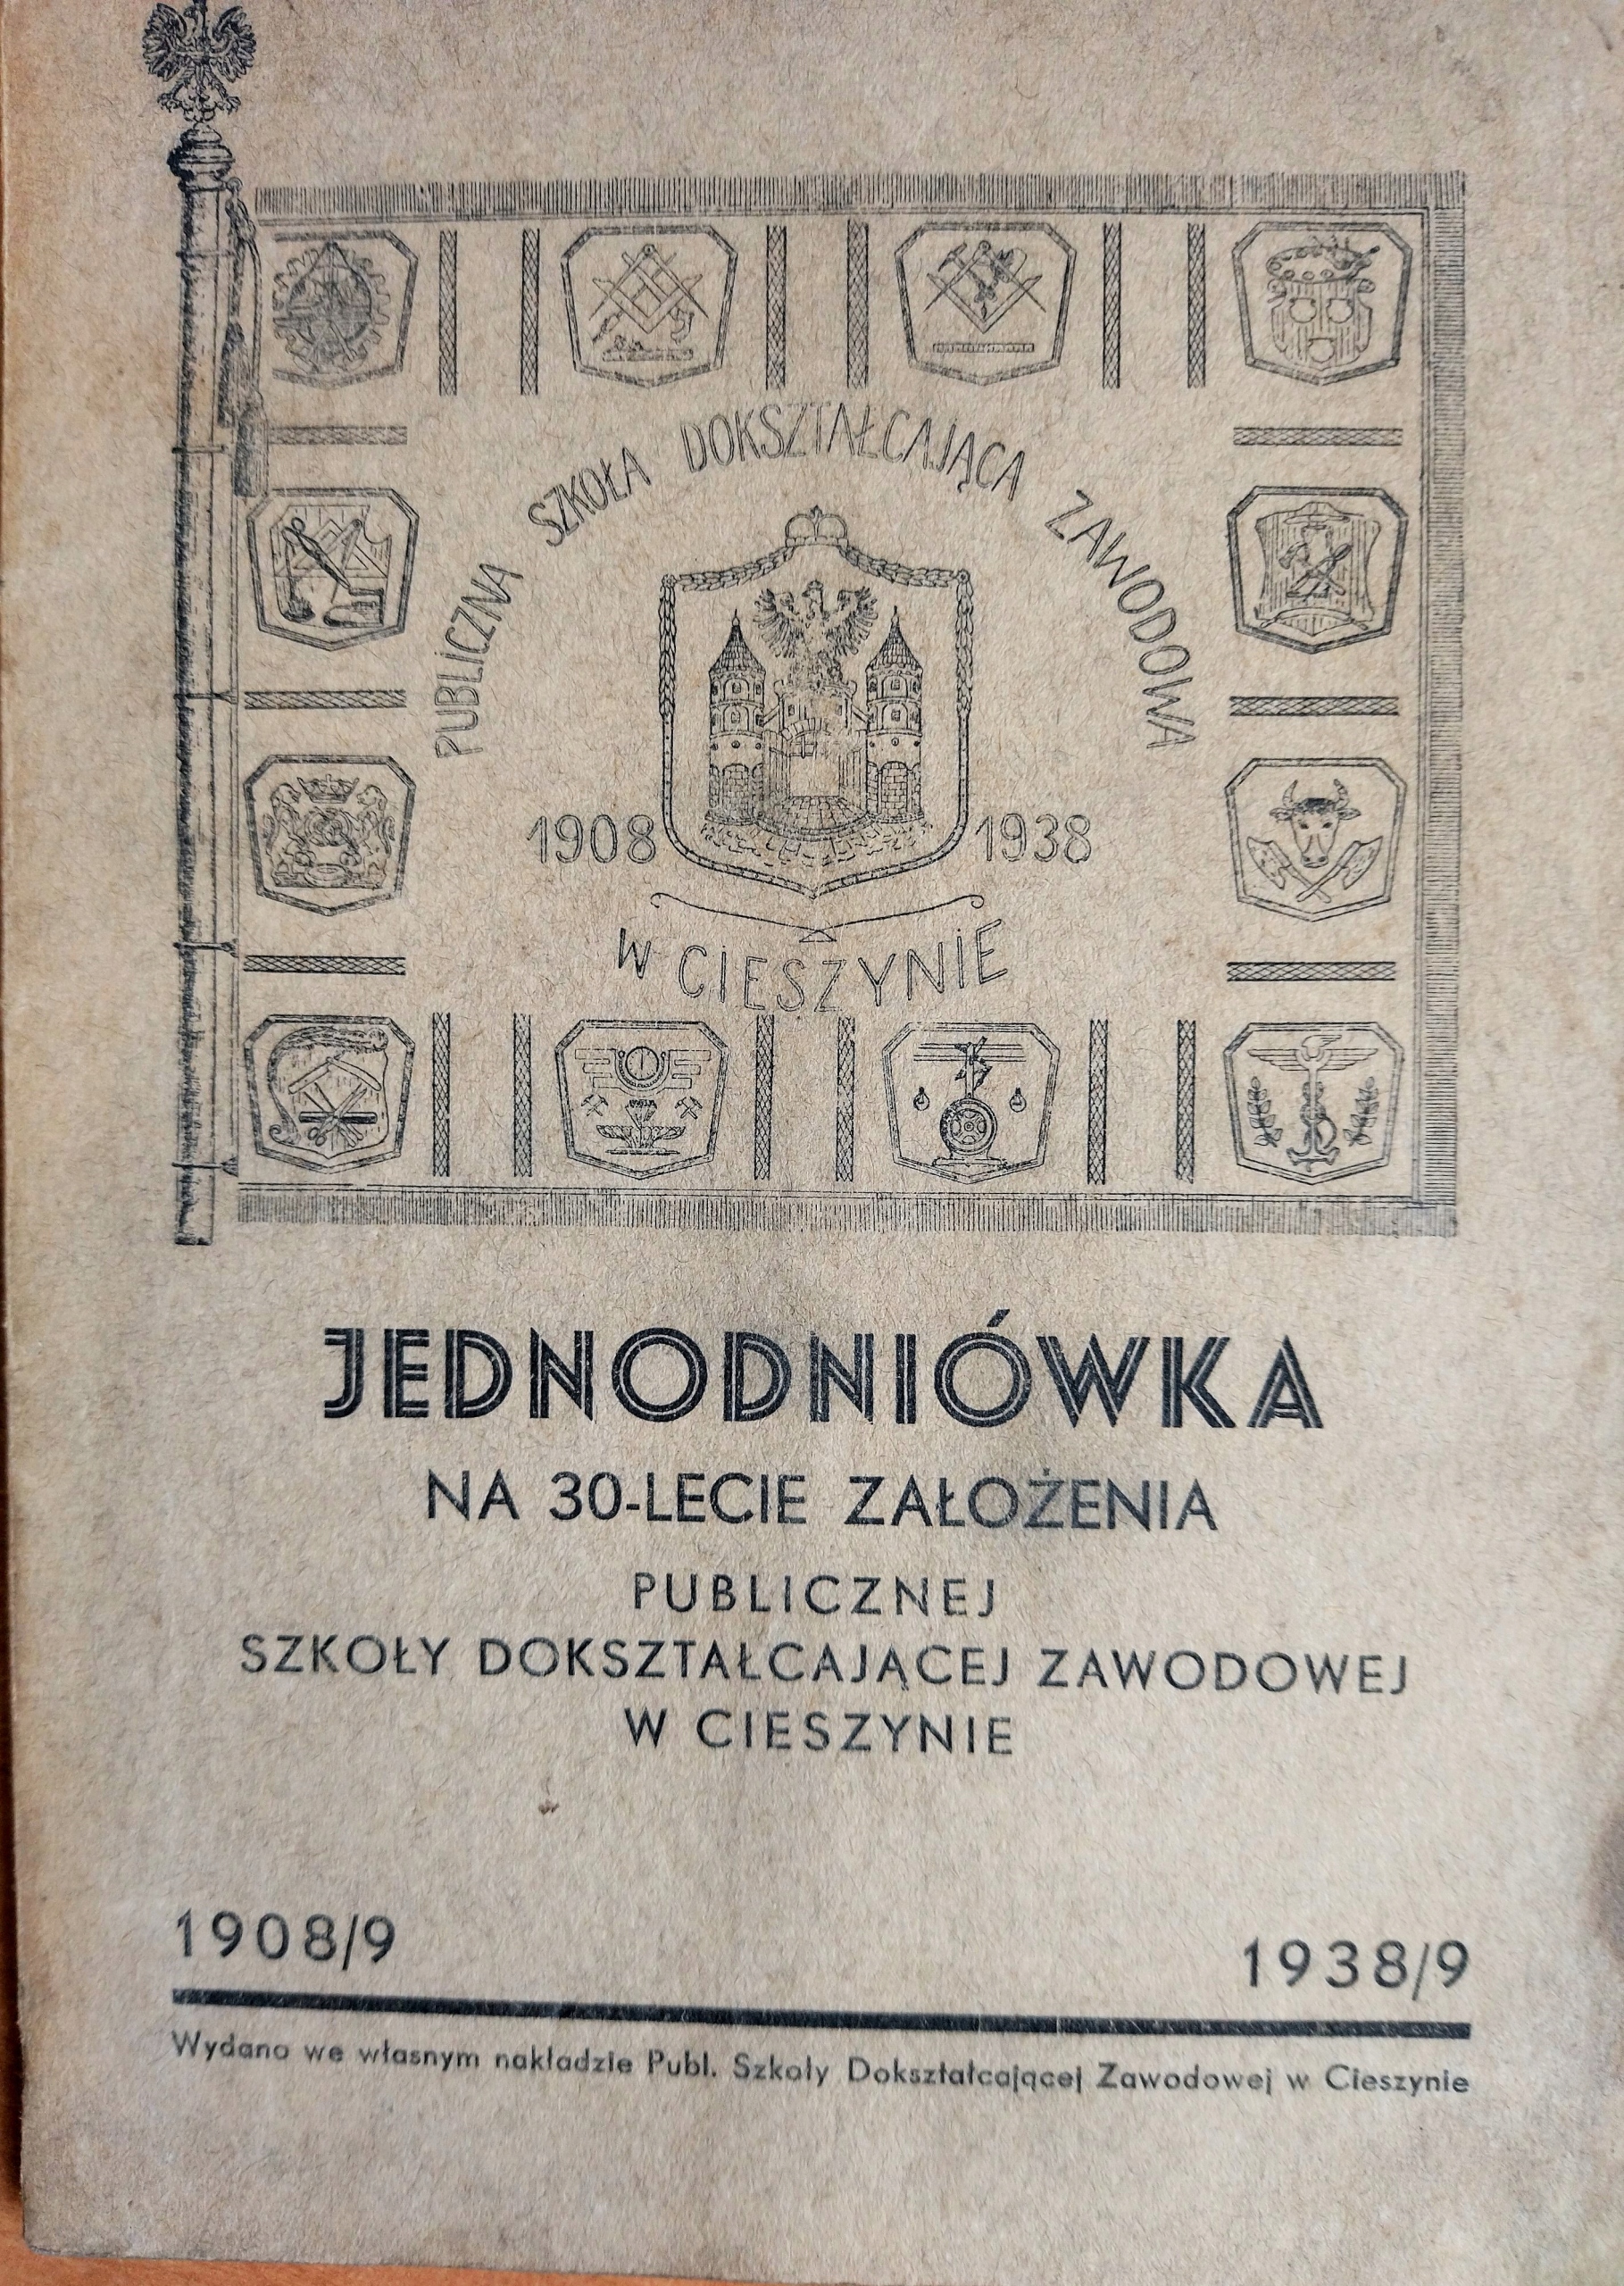 PUBLICZNA SZKOŁA DOKSZTAŁCAJĄCA ZAWODOWA
1908 1938
W CIESZYNIE
JEDNODNIÓWKA
NA 30-LECIE ZAŁOŻENIA
PUBLICZNEJ
SZKOŁY DOKSZTAŁCAJĄCEJ ZAWODOWEJ
W CIESZYNIE
1908/9 1938/9
Wydano we własnym nakładzie Publ. Szkoły Dokształcającej Zawodowej w Cieszynie